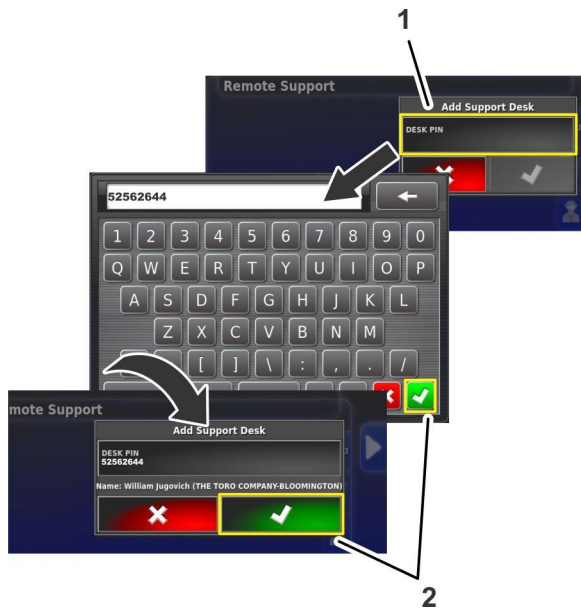 1
Remote Support
Add Support Desk
DESK PIN
52562644
1 2 3 4 5 6 7 8 9 0
Q W E R T Y U I O P
A S D F G H J K L
Z X C V B N M
[ ] \ : , . /
mote Support
Add Support Desk
DESK PIN
52562644
Name: William Jugovich (THE TORO COMPANY-BLOOMINGTON)
2